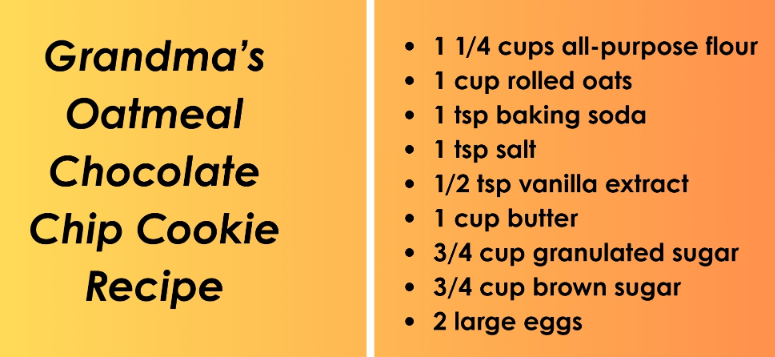 Grandma's
Oatmeal
Chocolate
Chip Cookie
Recipe
• 1 1/4 cups all-purpose flour
• 1 cup rolled oats
• 1 tsp baking soda
• 1 tsp salt
• 1/2 tsp vanilla extract
• 1 cup butter
• 3/4 cup granulated sugar
• 3/4 cup brown sugar
• 2 large eggs